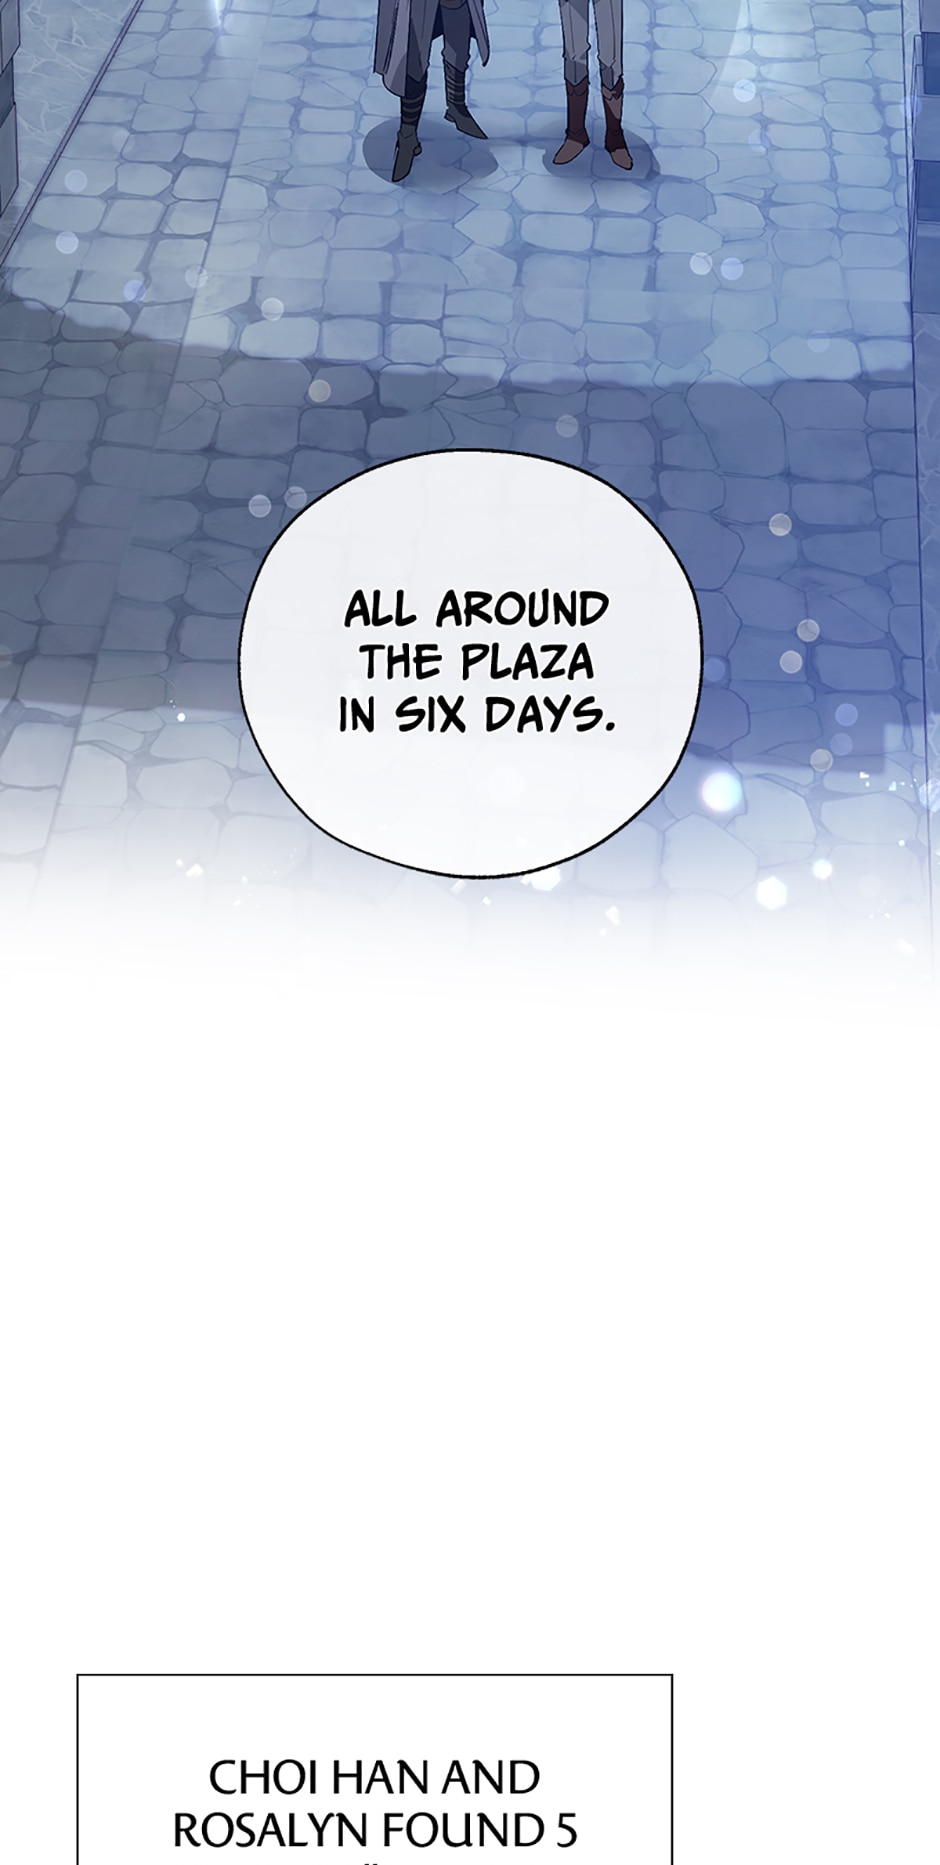 ALL AROUND
THE PLAZA
IN SIX DAYS.
CHOI HAN AND
ROSALYN FOUND 5